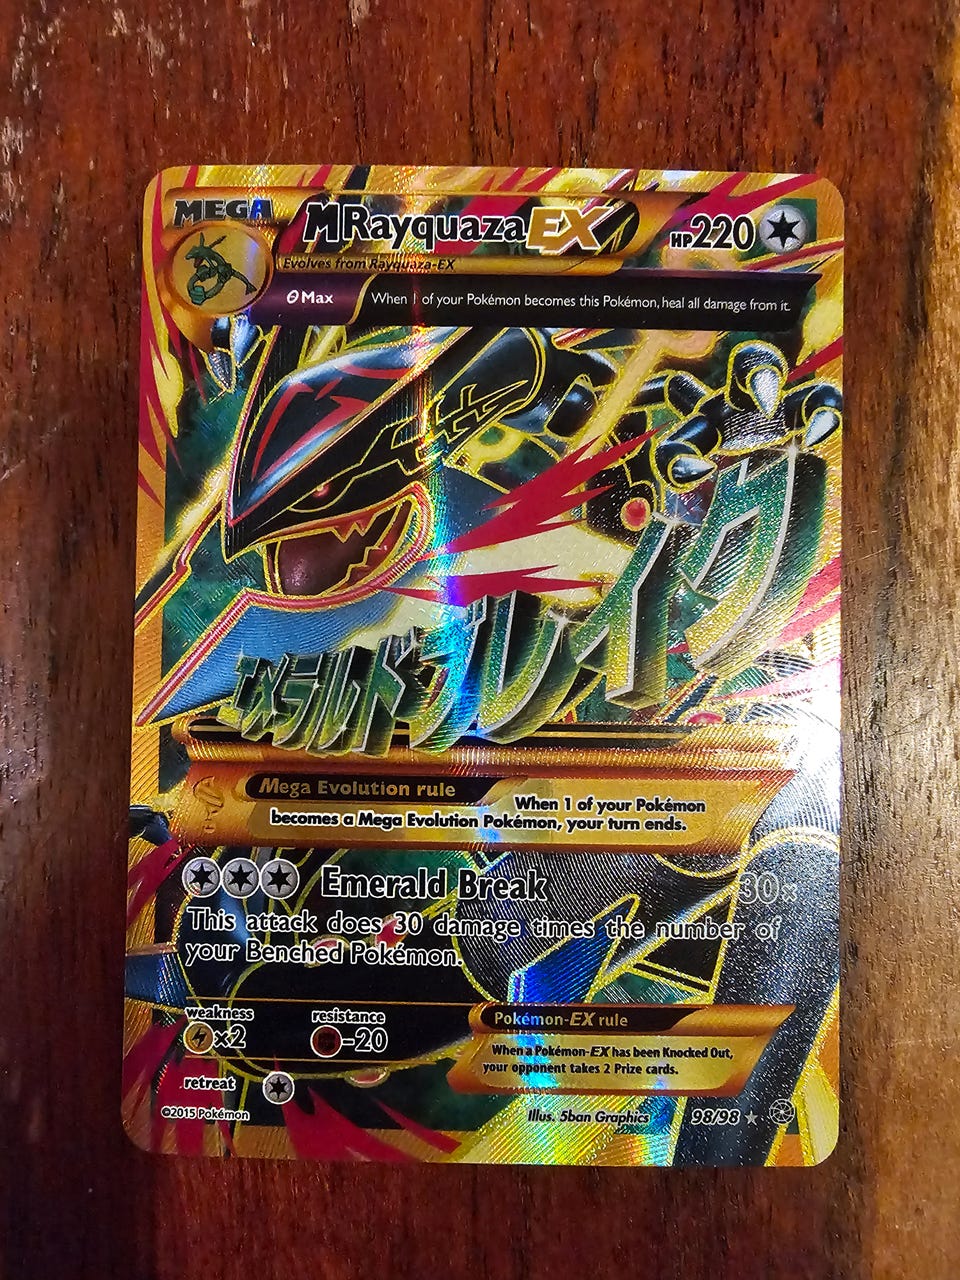 MEGA
M Rayquaza EX
HP 220
Evolves from Rayquaza-EX
θ Max
When 1 of your Pokémon becomes this Pokémon, heal all damage from it.
エメラルドブレイク
Mega Evolution rule
When 1 of your Pokémon
becomes a Mega Evolution Pokémon, your turn ends.
Emerald Break 30×
This attack does 30 damage times the number of
your Benched Pokémon.
weakness
×2
resistance
-20
retreat
Pokémon-EX rule
When a Pokémon-EX has been Knocked Out,
your opponent takes 2 Prize cards.
©2015 Pokémon
Illus. 5ban Graphics
98/98 ★